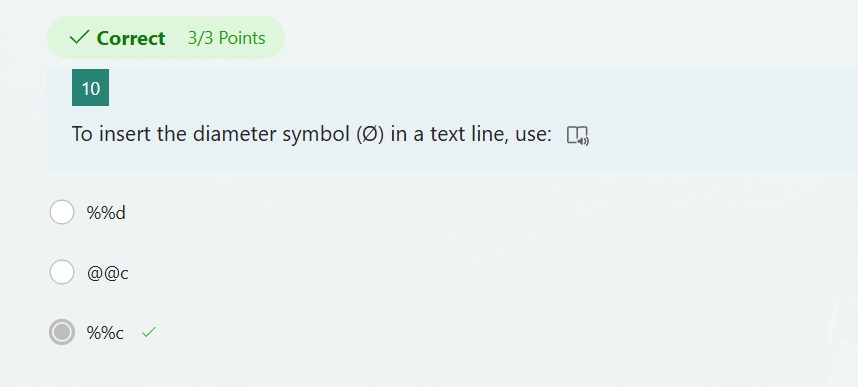 Correct 3/3 Points
10
To insert the diameter symbol (Ø) in a text line, use:
%%d
@@c
%%c